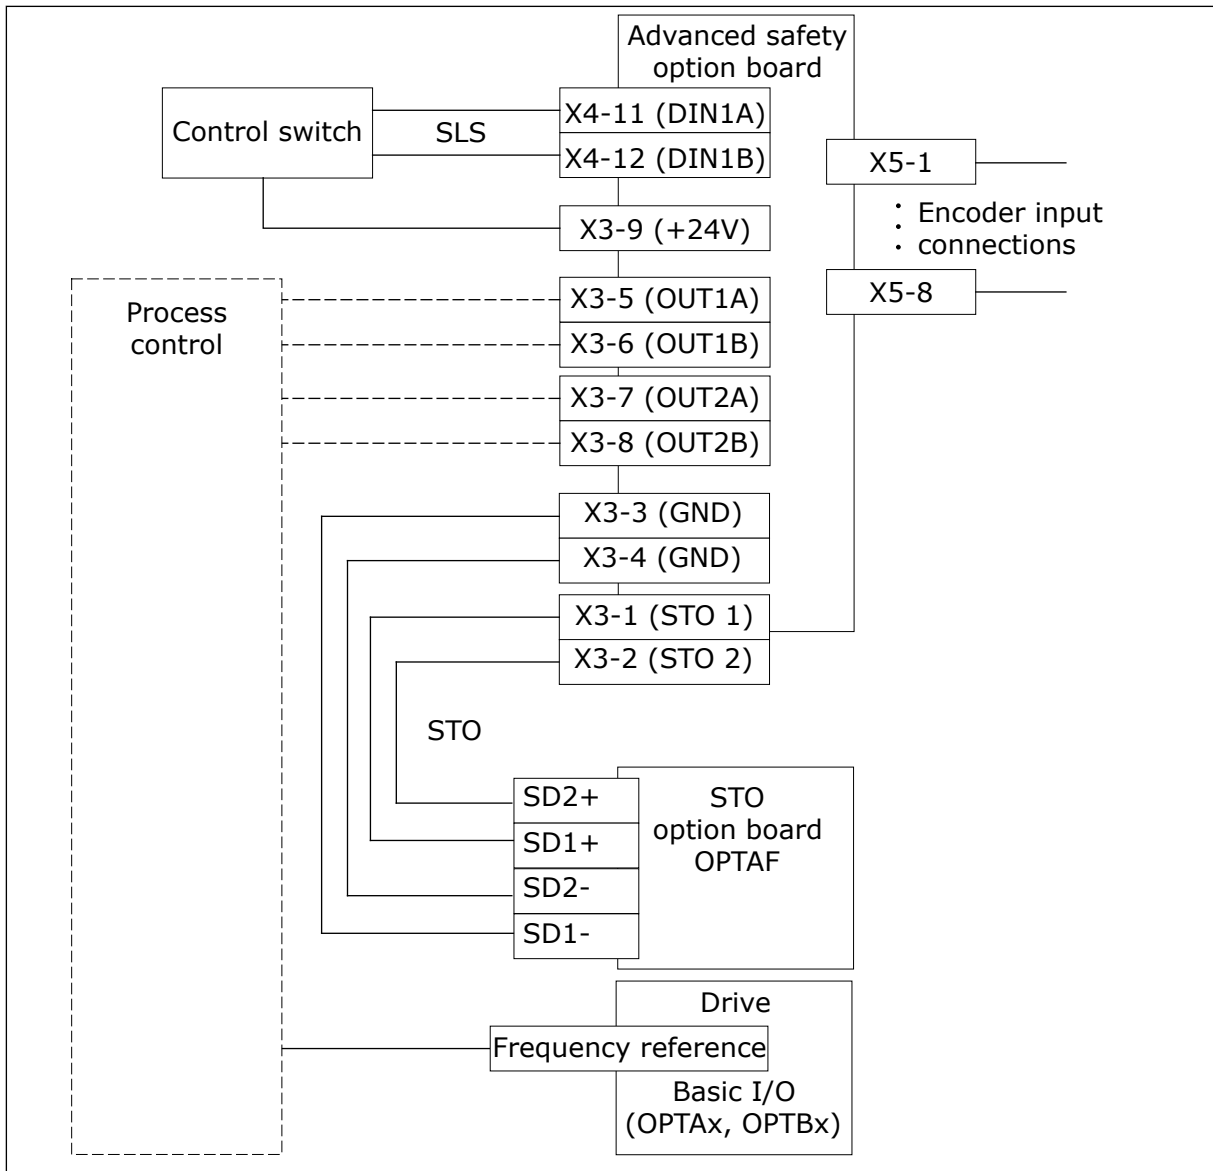 Advanced safety
option board
Control switch
SLS
X4-11 (DIN1A)
X4-12 (DIN1B)
X3-9 (+24V)
X5-1
Encoder input
connections
X5-8
Process
control
X3-5 (OUT1A)
X3-6 (OUT1B)
X3-7 (OUT2A)
X3-8 (OUT2B)
X3-3 (GND)
X3-4 (GND)
X3-1 (STO 1)
X3-2 (STO 2)
STO
SD2+
SD1+
SD2-
SD1-
STO
option board
OPTAF
Drive
Frequency reference
Basic I/O
(OPTAx, OPTBx)